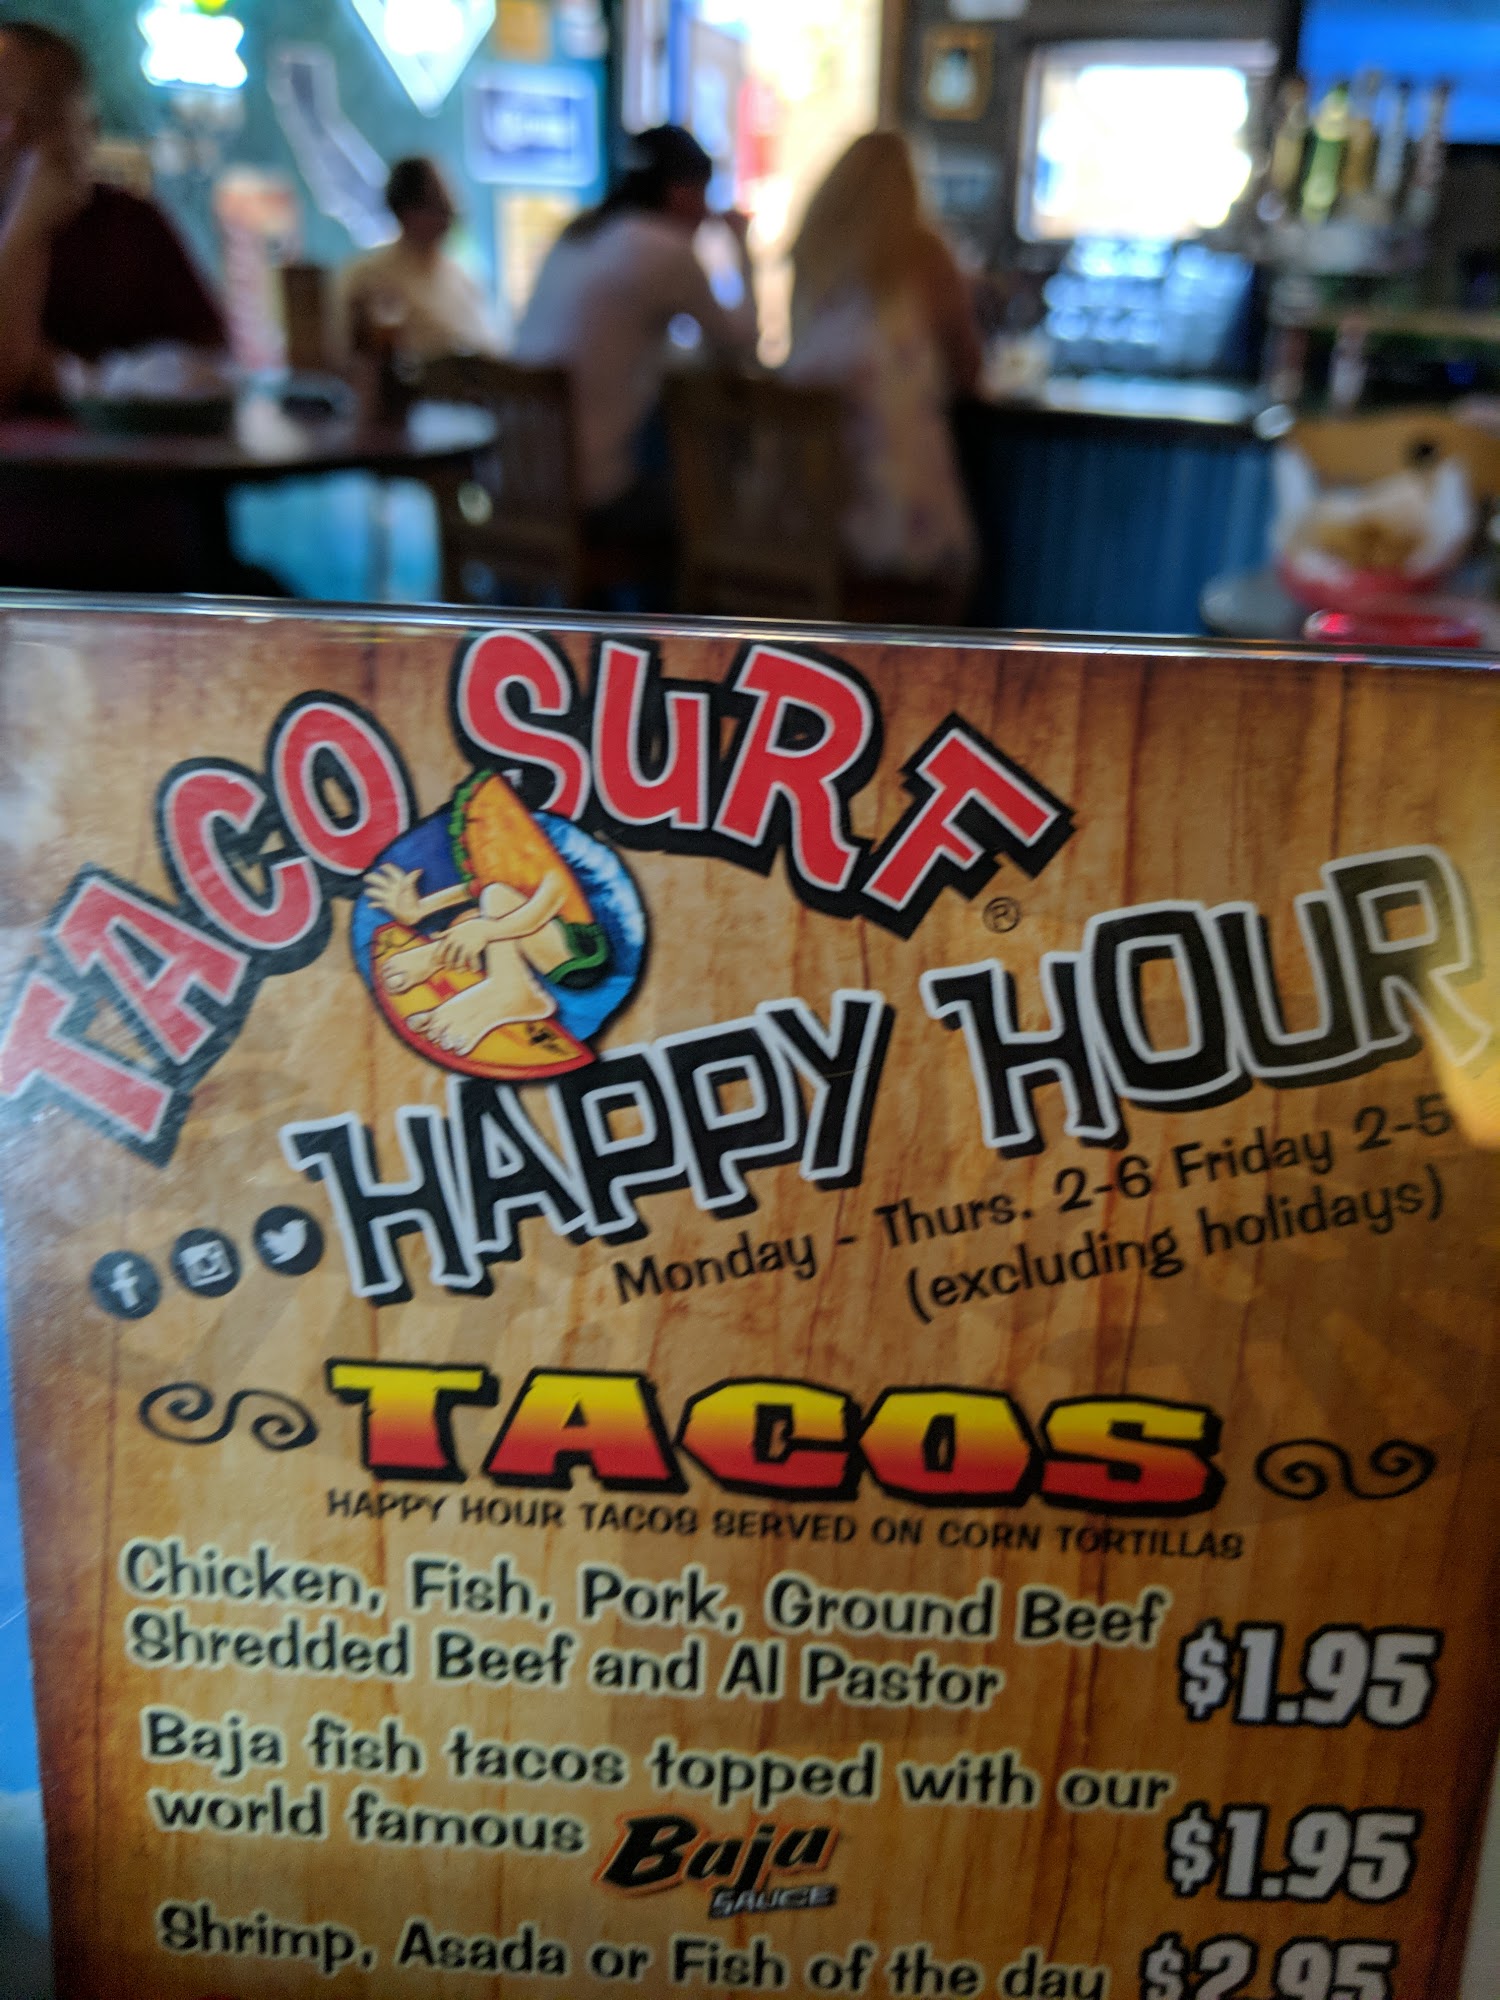 TACO SURF®
HAPPY HOUR
Monday - Thurs. 2-6 Friday 2-5
(excluding holidays)
TACOS
HAPPY HOUR TACOS SERVED ON CORN TORTILLAS
Chicken, Fish, Pork, Ground Beef
Shredded Beef and Al Pastor $1.95
Baja fish tacos topped with our
world famous Baja SAUCE $1.95
Shrimp, Asada or Fish of the day $2.95